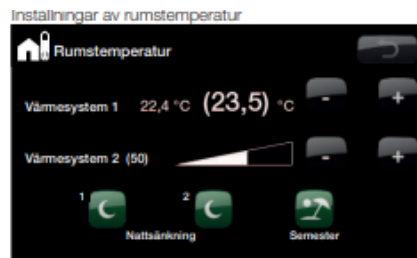 Inställningar av rumstemperatur
Rumstemperatur
Värmesystem 1 22,4 °C (23,5) °C - +
Värmesystem 2 (50) - +
1 2
Nattsänkning Semester